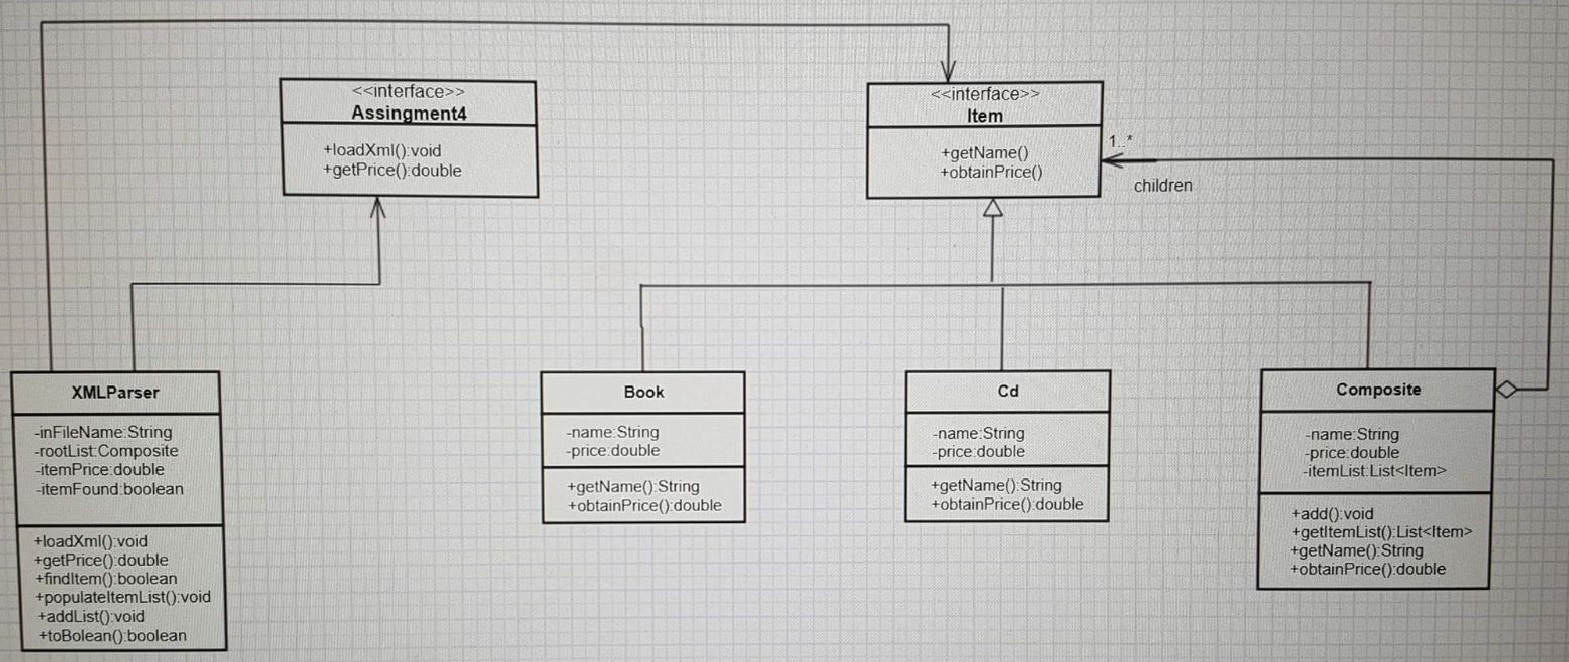 <<interface>>
Assingment4
+loadXml():void
+getPrice():double
<<interface>>
Item
+getName()
+obtainPrice()
1..*
children
XMLParser
-inFileName:String
-rootList:Composite
-itemPrice:double
-itemFound:boolean
+loadXml():void
+getPrice():double
+findItem():boolean
+populateItemList():void
+addList():void
+toBolean():boolean
Book
-name:String
-price:double
+getName():String
+obtainPrice():double
Cd
-name:String
-price:double
+getName():String
+obtainPrice():double
Composite
-name:String
-price:double
-itemList:List<Item>
+add():void
+getItemList():List<Item>
+getName():String
+obtainPrice():double